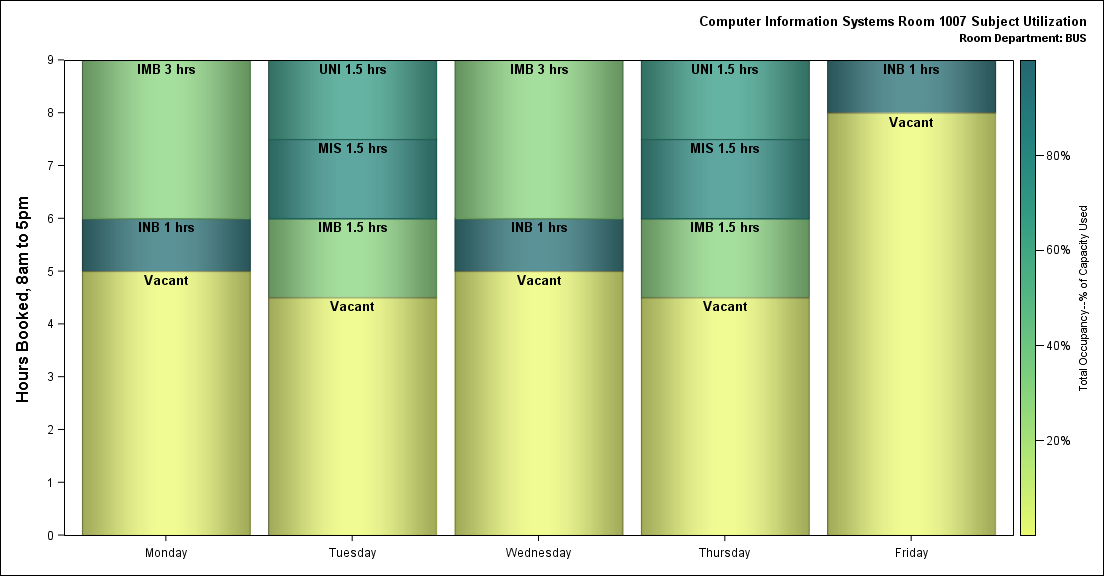 Computer Information Systems Room 1007 Subject Utilization
Room Department: BUS
Hours Booked, 8am to 5pm
9
8
7
6
5
4
3
2
1
0
IMB 3 hrs
INB 1 hrs
Vacant
UNI 1.5 hrs
MIS 1.5 hrs
IMB 1.5 hrs
Vacant
IMB 3 hrs
INB 1 hrs
Vacant
UNI 1.5 hrs
MIS 1.5 hrs
IMB 1.5 hrs
Vacant
INB 1 hrs
Vacant
Monday
Tuesday
Wednesday
Thursday
Friday
80%
60%
40%
20%
Total Occupancy--% of Capacity Used